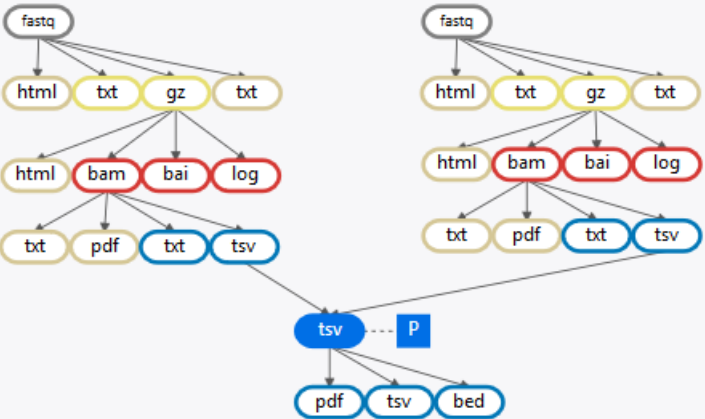 fastq fastq
html txt gz txt html txt gz txt
html bam bai log html bam bai log
txt pdf txt tsv txt pdf txt tsv
tsv P
pdf tsv bed